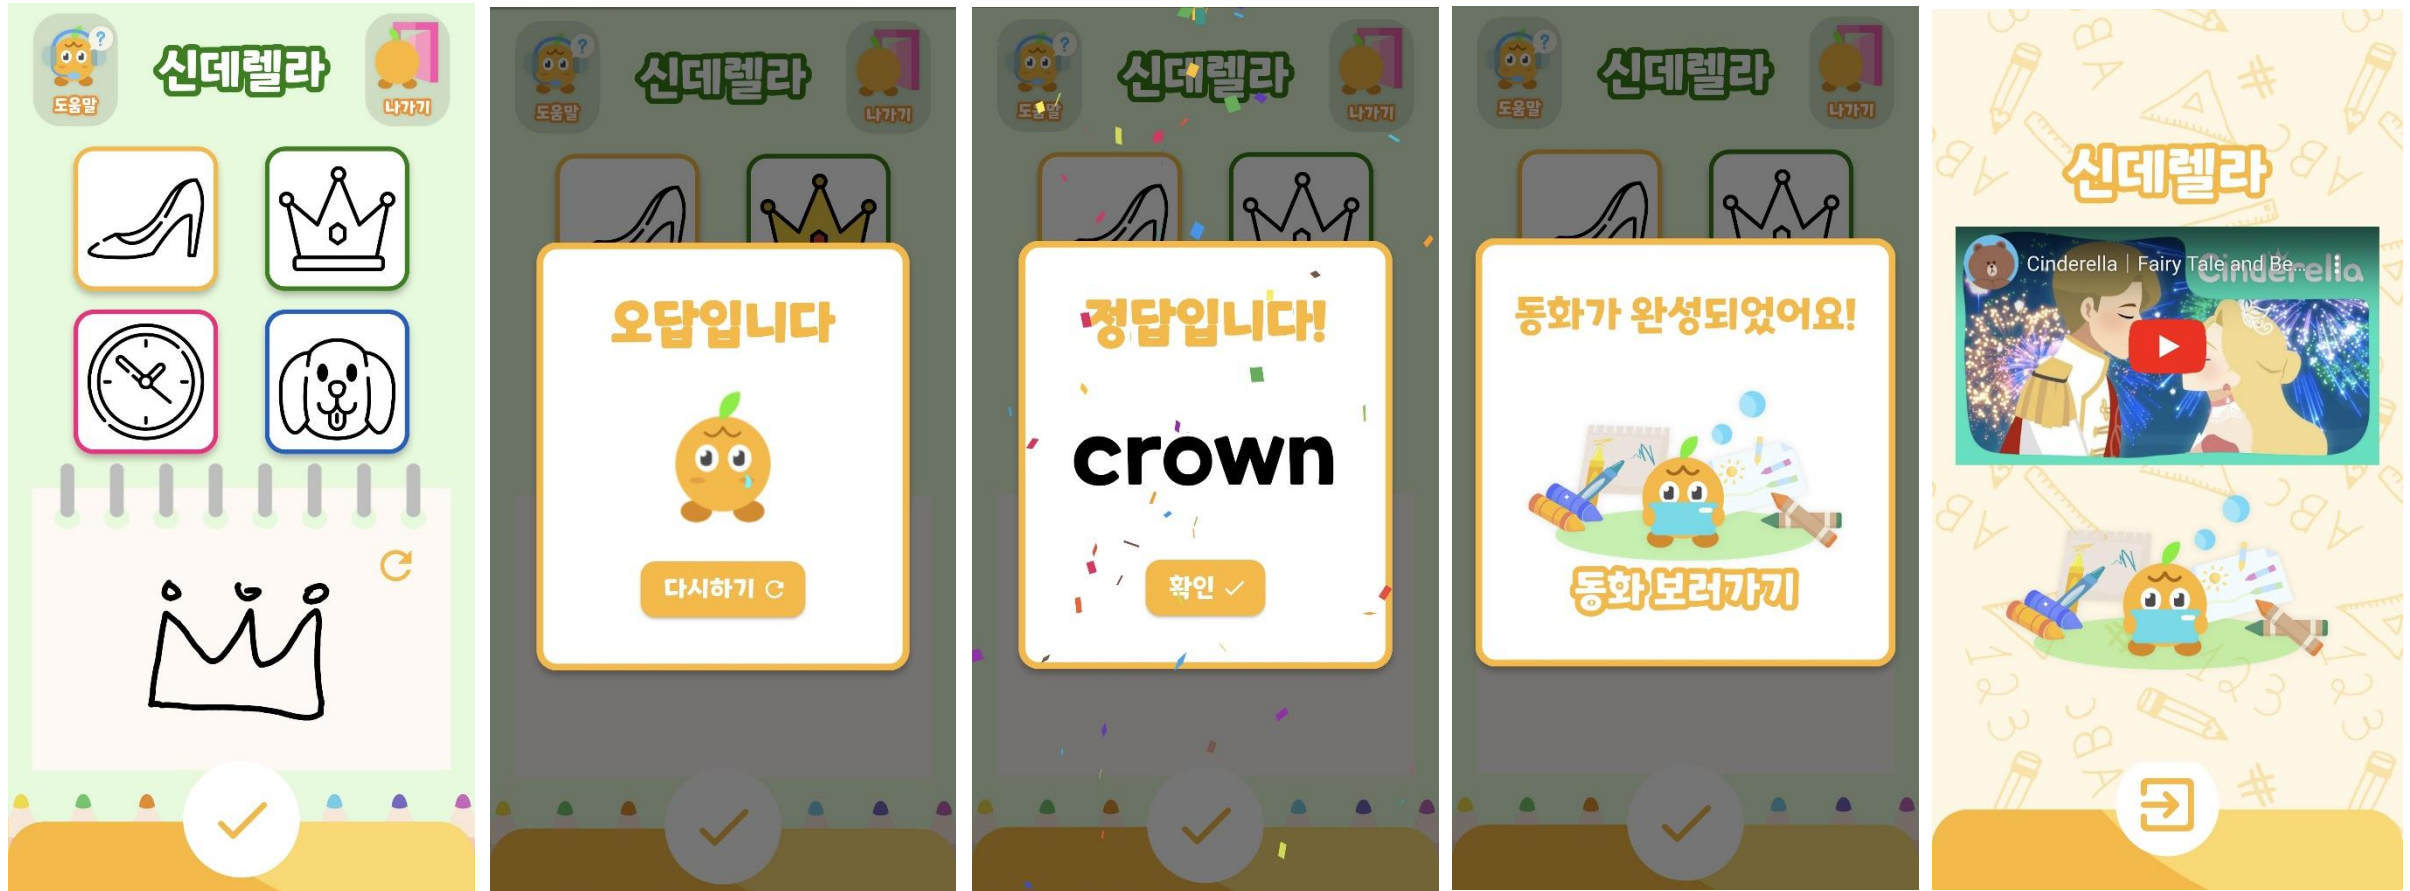 도움말
신데렐라
나가기
도움말
신데렐라
나가기
오답입니다
다시하기
도움말
신데렐라
나가기
정답입니다!
crown
확인
도움말
신데렐라
나가기
동화가 완성되었어요!
동화 보러가기
신데렐라
Cinderella | Fairy Tale and Be...
Cinderella